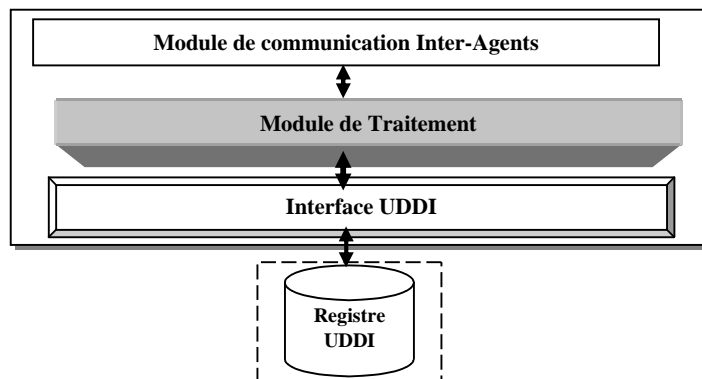 Module de communication Inter-Agents
Module de Traitement
Interface UDDI
Registre
UDDI